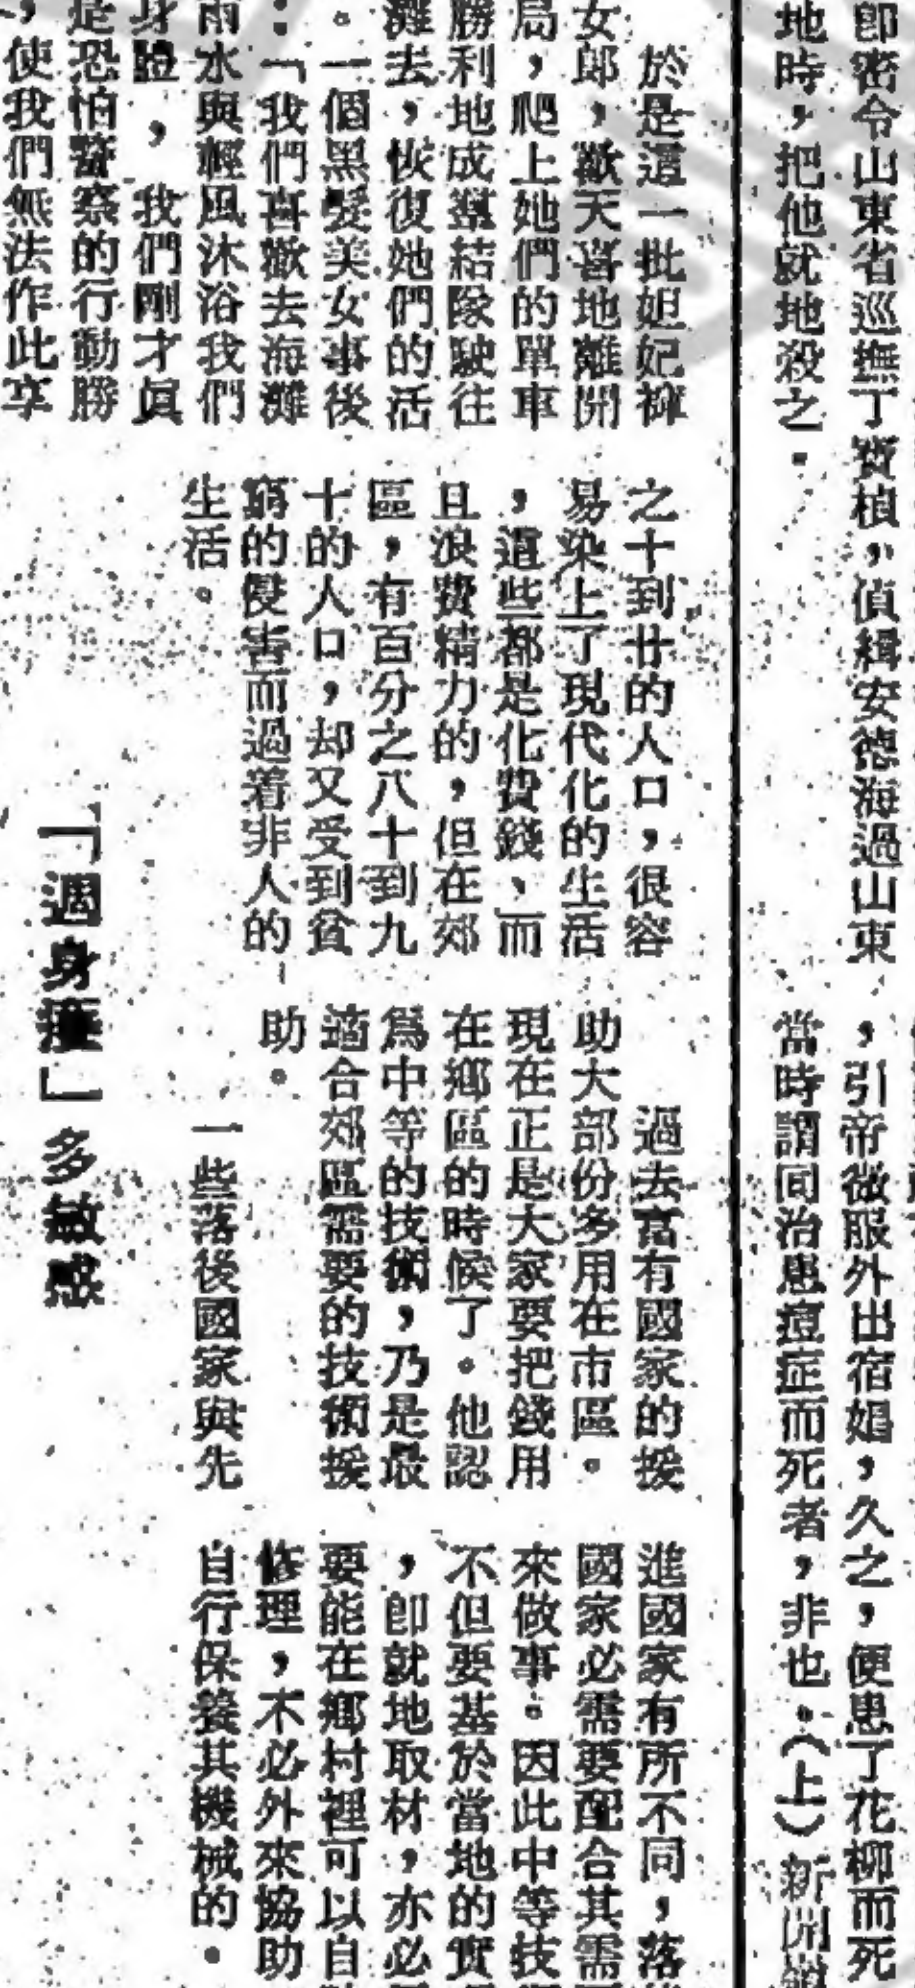 卽密令山東省巡撫丁寶楨，偵緝安德海過山東
地時，把他就地殺之。
，引帝微服外出宿娼，久之，便患了花柳而死
當時謂同治患痘症而死者，非也。（上）
於是這一批妲妃褲
女郎，歡天喜地離開
局，爬上她們的單車
勝利地成羣結隊駛往
灘去，恢復她們的活
。一個黑髮美女事後
：「我們喜歡去海灘
雨水與輕風沐浴我們
身體，我們剛才眞
是恐怕警察的行動勝
，使我們無法作此享
之十到廿的人口，很容
易染上了現代化的生活
，這些都是化費錢，而
且浪費精力的，但在郊
區，有百分之八十到九
十的人口，却又受到貧
窮的侵害而過着非人的
生活。
過去富有國家的援
助大部份多用在市區。
現在正是大家要把錢用
在鄉區的時候了。他認
爲中等的技術，乃是最
適合郊區需要的技術援
助。
一些落後國家與先
進國家有所不同，落
國家必需要配合其需
來做事。因此中等技
不但要基於當地的實
，卽就地取材，亦必
要能在鄉村裡可以自
修理，不必外來協助
自行保養其機械的。
「週身癢」多敏感